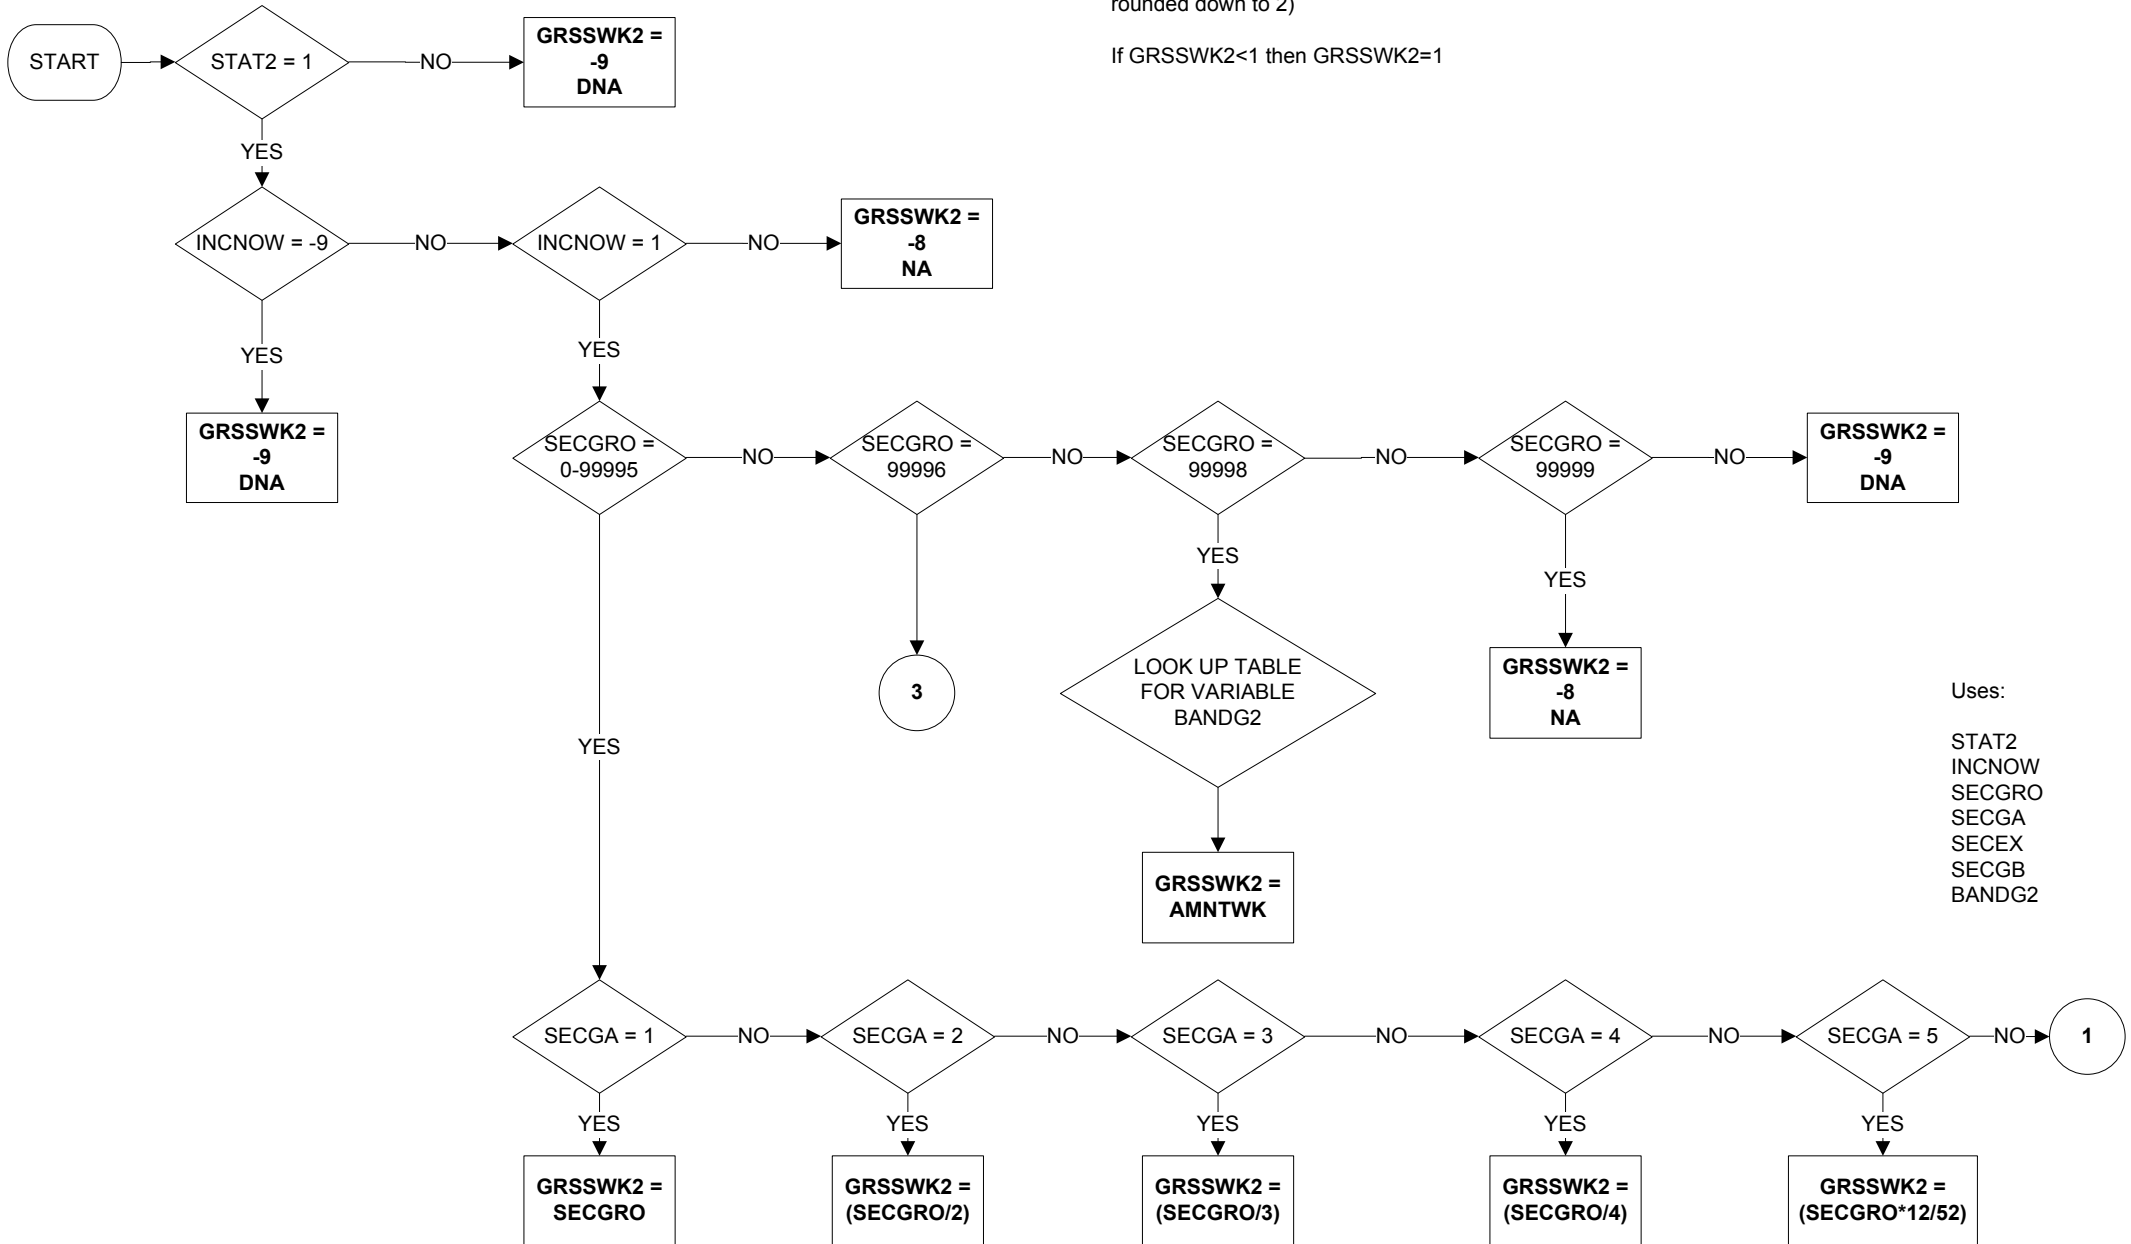 rounded down to 2)
If GRSSWK2<1 then GRSSWK2=1
START
STAT2 = 1
NO
GRSSWK2 =
-9
DNA
YES
INCNOW = -9
NO
INCNOW = 1
NO
GRSSWK2 =
-8
NA
YES
GRSSWK2 =
-9
DNA
YES
SECGRO =
0-99995
NO
SECGRO =
99996
NO
SECGRO =
99998
NO
SECGRO =
99999
NO
GRSSWK2 =
-9
DNA
3
YES
LOOK UP TABLE
FOR VARIABLE
BANDG2
GRSSWK2 =
AMNTWK
YES
GRSSWK2 =
-8
NA
Uses:
STAT2
INCNOW
SECGRO
SECGA
SECEX
SECGB
BANDG2
YES
SECGA = 1
NO
SECGA = 2
NO
SECGA = 3
NO
SECGA = 4
NO
SECGA = 5
NO
1
YES
YES
YES
YES
YES
GRSSWK2 =
SECGRO
GRSSWK2 =
(SECGRO/2)
GRSSWK2 =
(SECGRO/3)
GRSSWK2 =
(SECGRO/4)
GRSSWK2 =
(SECGRO*12/52)